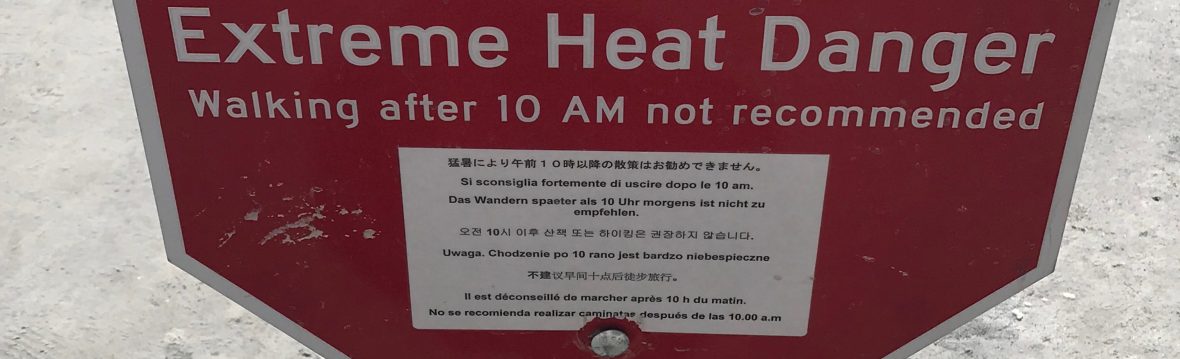 Extreme Heat Danger
Walking after 10 AM not recommended
猛暑により午前１０時以降の散策はお勧めできません。
Si sconsiglia fortemente di uscire dopo le 10 am.
Das Wandern spaeter als 10 Uhr morgens ist nicht zu
empfehlen.
오전 10시 이후 산책 또는 하이킹은 권장하지 않습니다.
Uwaga. Chodzenie po 10 rano jest bardzo niebespieczne
不建议早间十点后徒步旅行。
Il est déconseillé de marcher après 10 h du matin.
No se recomienda realizar caminatas después de las 10.00 a.m